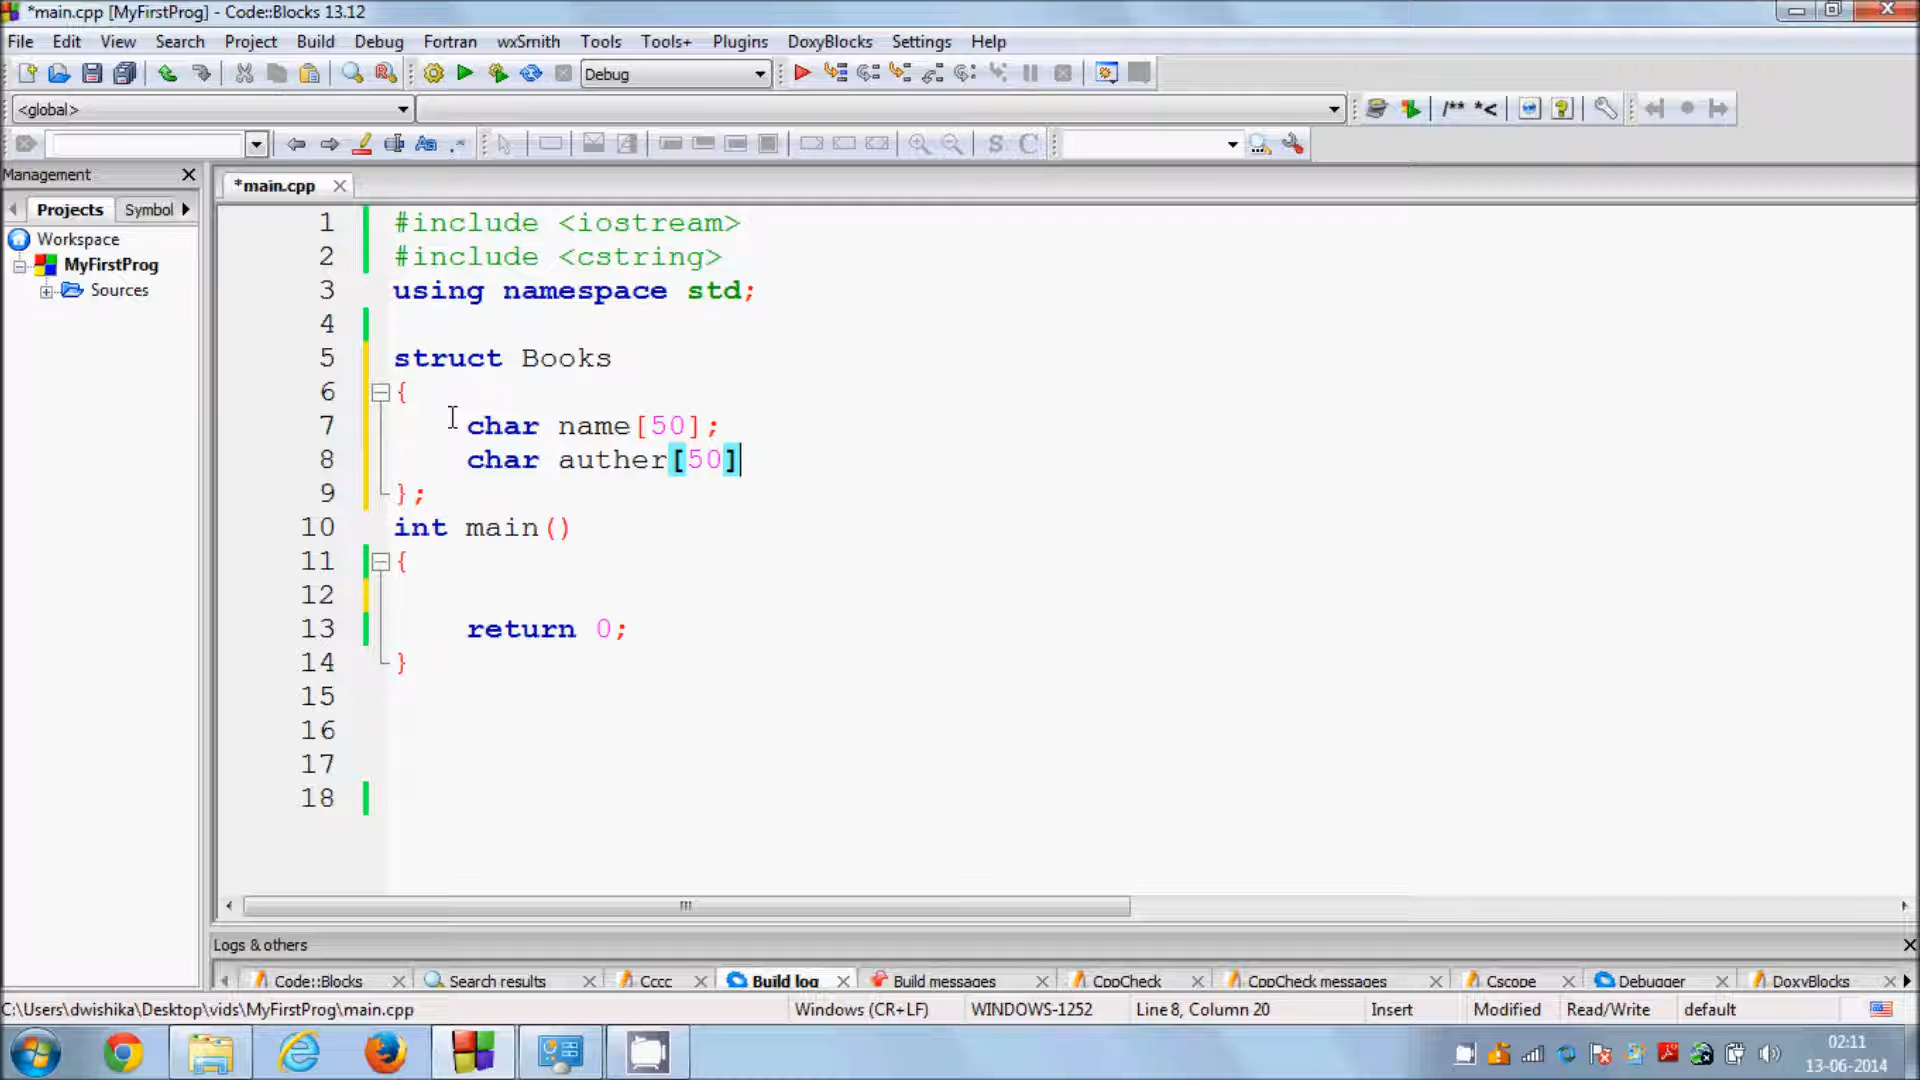 *main.cpp [MyFirstProg] - Code::Blocks 13.12
File Edit View Search Project Build Debug Fortran wxSmith Tools Tools+ Plugins DoxyBlocks Settings Help
Debug
<global>
/** *<
S C
Management
*main.cpp
Projects Symbol
Workspace
MyFirstProg
Sources
1 #include <iostream>
2 #include <cstring>
3 using namespace std;
4
5 struct Books
6 {
7 char name[50];
8 char auther[50]
9 };
10 int main()
11 {
12
13 return 0;
14 }
15
16
17
18
Logs & others
Code::Blocks Search results Cccc Build log Build messages CppCheck CppCheck messages Cscope Debugger DoxyBlocks
C:\Users\dwishika\Desktop\vids\MyFirstProg\main.cpp Windows (CR+LF) WINDOWS-1252 Line 8, Column 20 Insert Modified Read/Write default
02:11
13-06-2014